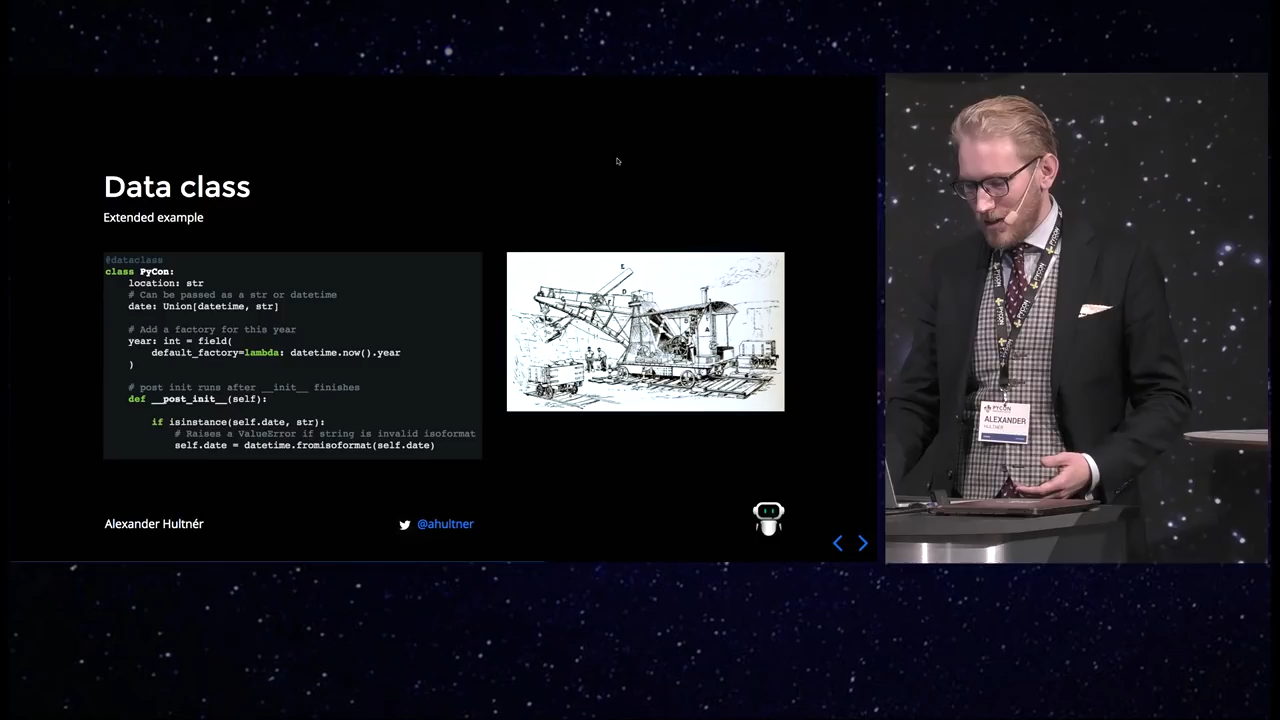 Data class
Extended example
@dataclass
class PyCon:
    location: str
    # Can be passed as a str or datetime
    date: Union[datetime, str]
    # Add a factory for this year
    year: int = field(
        default_factory=lambda: datetime.now().year
    )
    # post init runs after __init__ finishes
    def __post_init__(self):
        if isinstance(self.date, str):
            # Raises a ValueError if string is invalid isoformat
            self.date = datetime.fromisoformat(self.date)
Alexander Hultnér
@ahultner
PYCON
PYCON
ALEXANDER
HULTNÉR